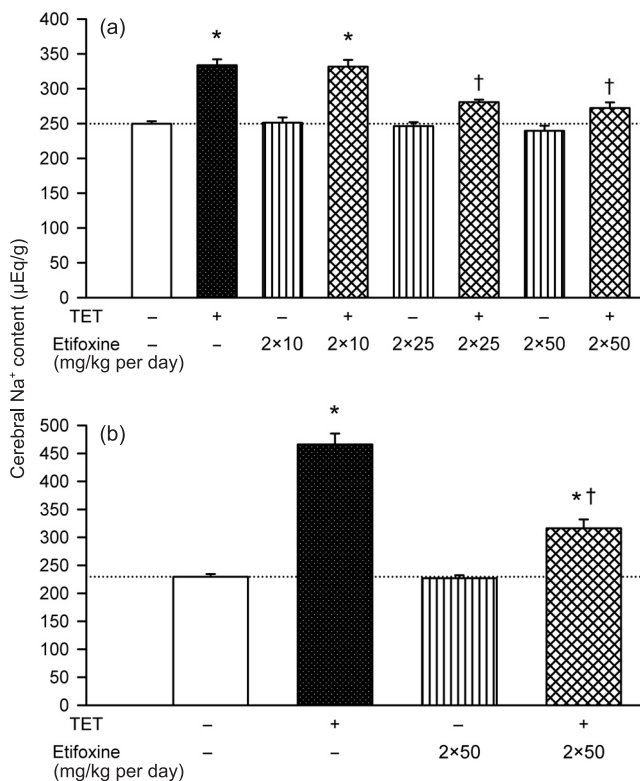 (a)
400
350
300
250
200
150
100
50
0
* * † †
TET – + – + – + – +
Etifoxine – – 2×10 2×10 2×25 2×25 2×50 2×50
(mg/kg per day)
Cerebral Na⁺ content (µEq/g)
(b)
500
450
400
350
300
250
200
150
100
50
0
* *†
TET – + – +
Etifoxine – – 2×50 2×50
(mg/kg per day)